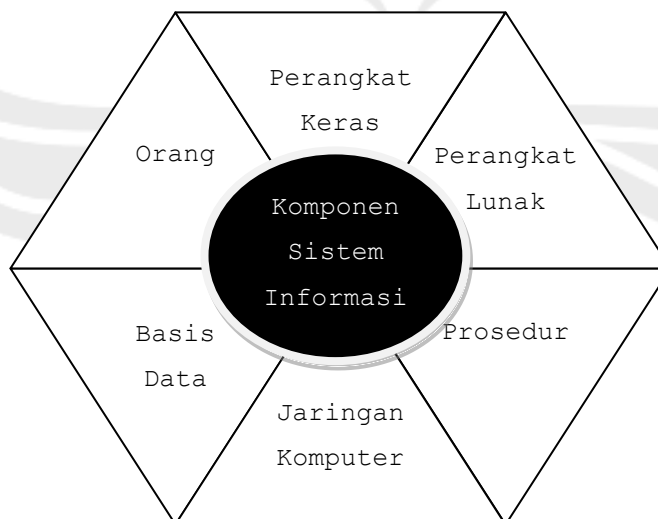 Perangkat
Keras
Orang
Perangkat
Lunak
Komponen
Sistem
Informasi
Basis
Data
Prosedur
Jaringan
Komputer